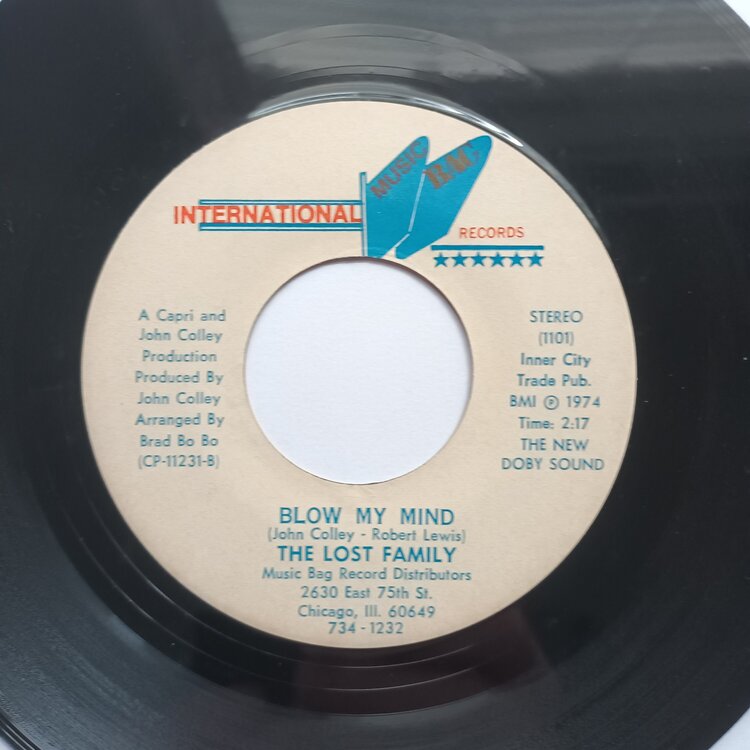 MUSIC BAG
INTERNATIONAL
RECORDS
A Capri and
John Colley
Production
Produced By
John Colley
Arranged By
Brad Bo Bo
(CP-11231-B)
STEREO
(1101)
Inner City
Trade Pub.
BMI Ⓟ 1974
Time: 2:17
THE NEW
DOBY SOUND
BLOW MY MIND
(John Colley - Robert Lewis)
THE LOST FAMILY
Music Bag Record Distributors
2630 East 75th St.
Chicago, Ill. 60649
734 - 1232